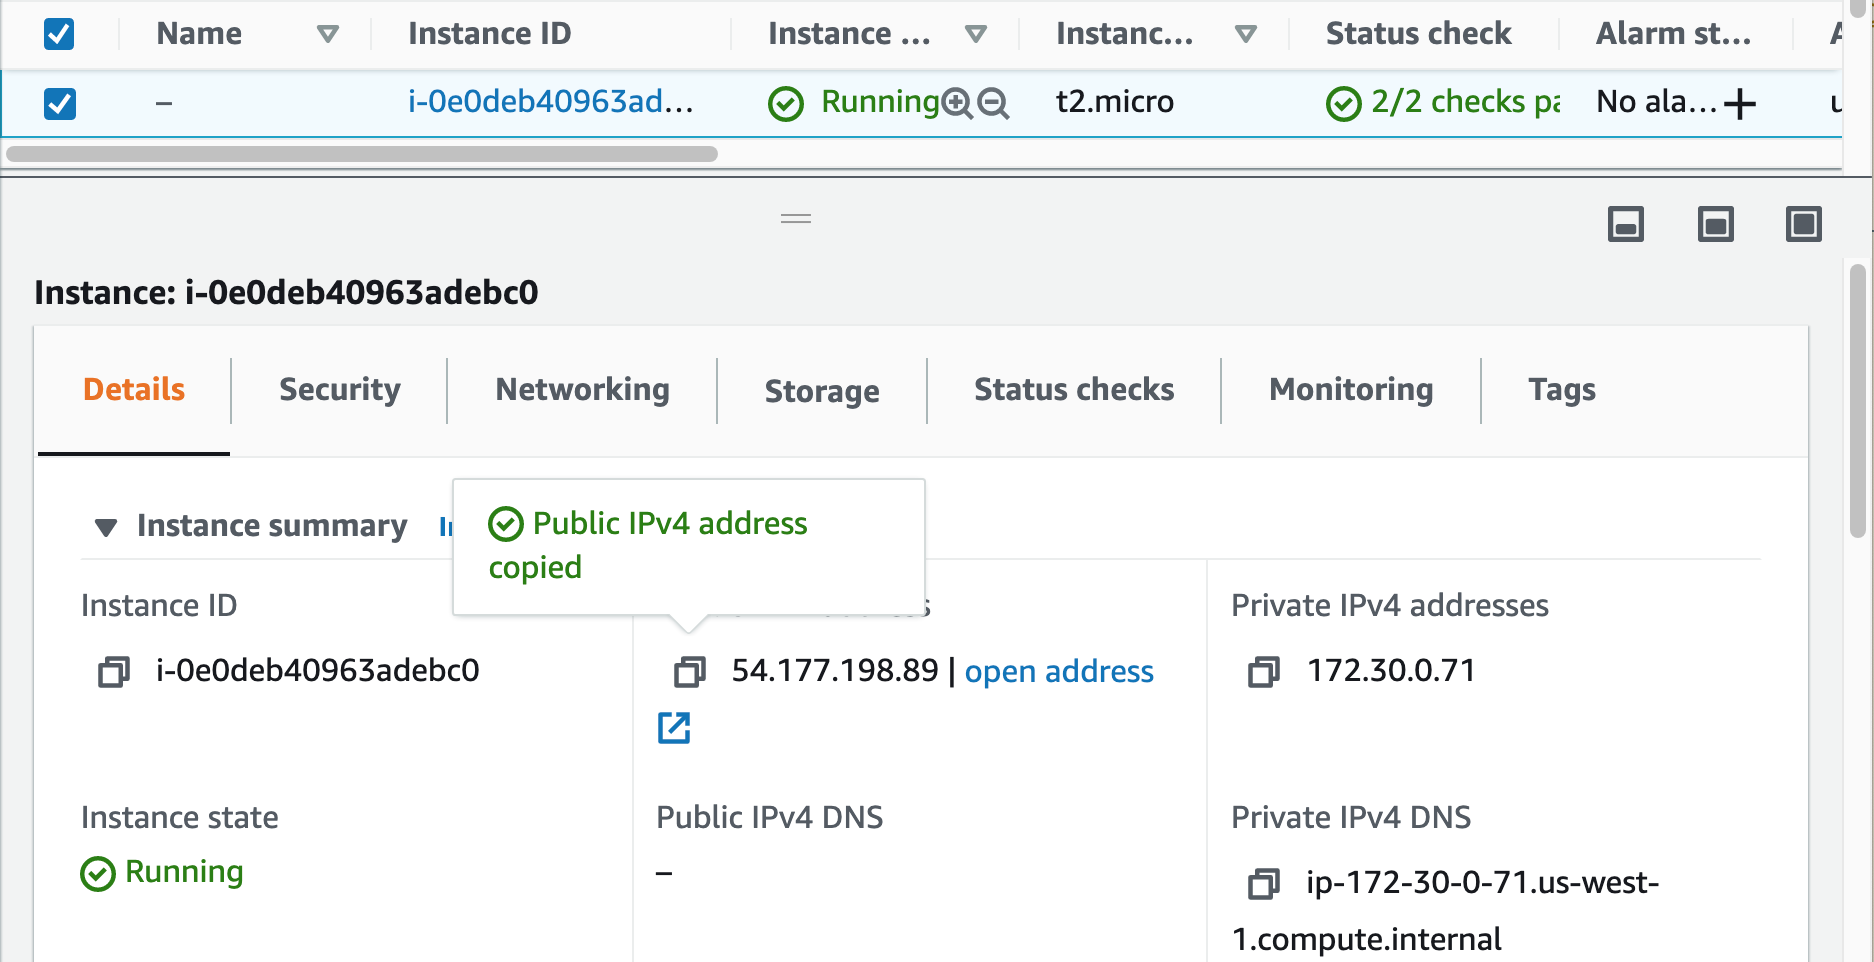 Name Instance ID Instance ... Instanc... Status check Alarm st...
– i-0e0deb40963ad... Running t2.micro 2/2 checks pa No ala...
Instance: i-0e0deb40963adebc0
Details Security Networking Storage Status checks Monitoring Tags
Instance summary
Public IPv4 address
copied
Instance ID
i-0e0deb40963adebc0
54.177.198.89 | open address
Private IPv4 addresses
172.30.0.71
Instance state
Running
Public IPv4 DNS
–
Private IPv4 DNS
ip-172-30-0-71.us-west-
1.compute.internal